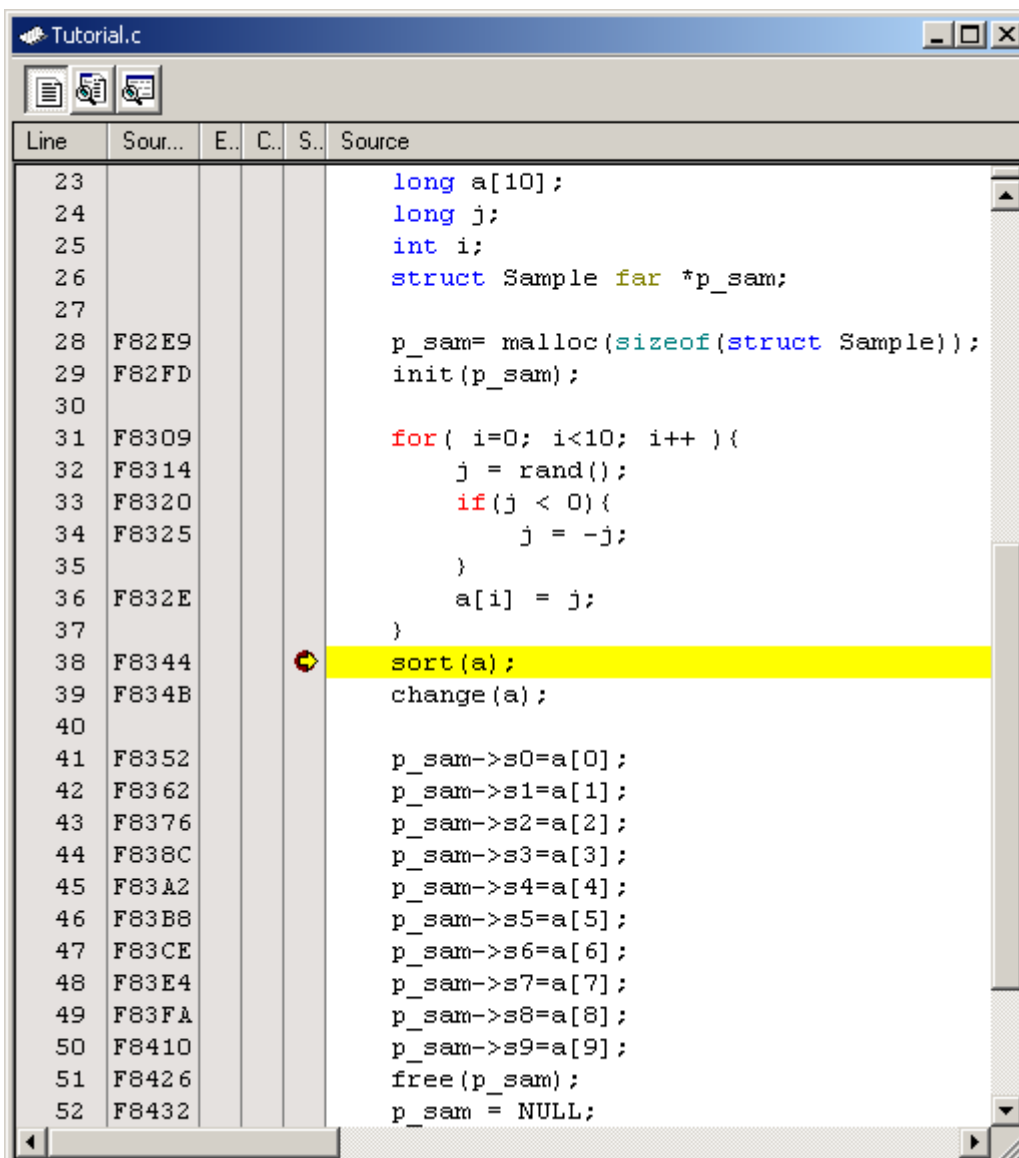 Tutorial.c
Line Sour... E.. C.. S.. Source
23 long a[10];
24 long j;
25 int i;
26 struct Sample far *p_sam;
27
28 F82E9 p_sam= malloc(sizeof(struct Sample));
29 F82FD init(p_sam);
30
31 F8309 for( i=0; i<10; i++ ){
32 F8314 j = rand();
33 F8320 if(j < 0){
34 F8325 j = -j;
35 }
36 F832E a[i] = j;
37 }
38 F8344 sort(a);
39 F834B change(a);
40
41 F8352 p_sam->s0=a[0];
42 F8362 p_sam->s1=a[1];
43 F8376 p_sam->s2=a[2];
44 F838C p_sam->s3=a[3];
45 F83A2 p_sam->s4=a[4];
46 F83B8 p_sam->s5=a[5];
47 F83CE p_sam->s6=a[6];
48 F83E4 p_sam->s7=a[7];
49 F83FA p_sam->s8=a[8];
50 F8410 p_sam->s9=a[9];
51 F8426 free(p_sam);
52 F8432 p_sam = NULL;